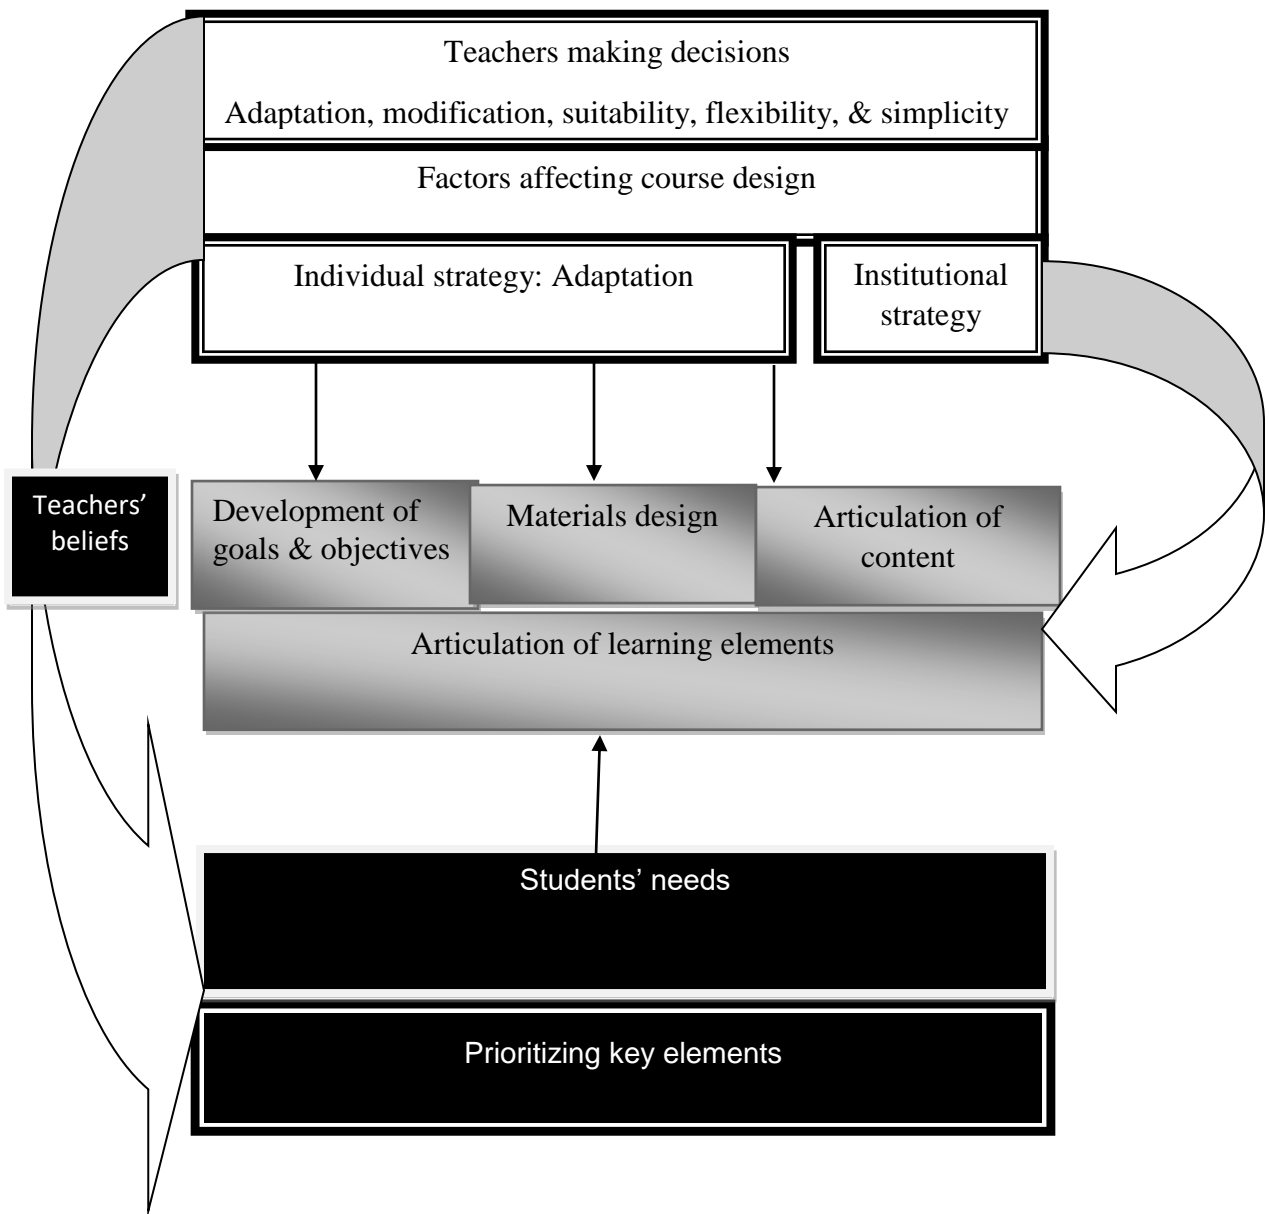 Teachers making decisions
Adaptation, modification, suitability, flexibility, & simplicity
Factors affecting course design
Individual strategy: Adaptation
Institutional
strategy
Teachers’
beliefs
Development of
goals & objectives
Materials design
Articulation of
content
Articulation of learning elements
Students’ needs
Prioritizing key elements